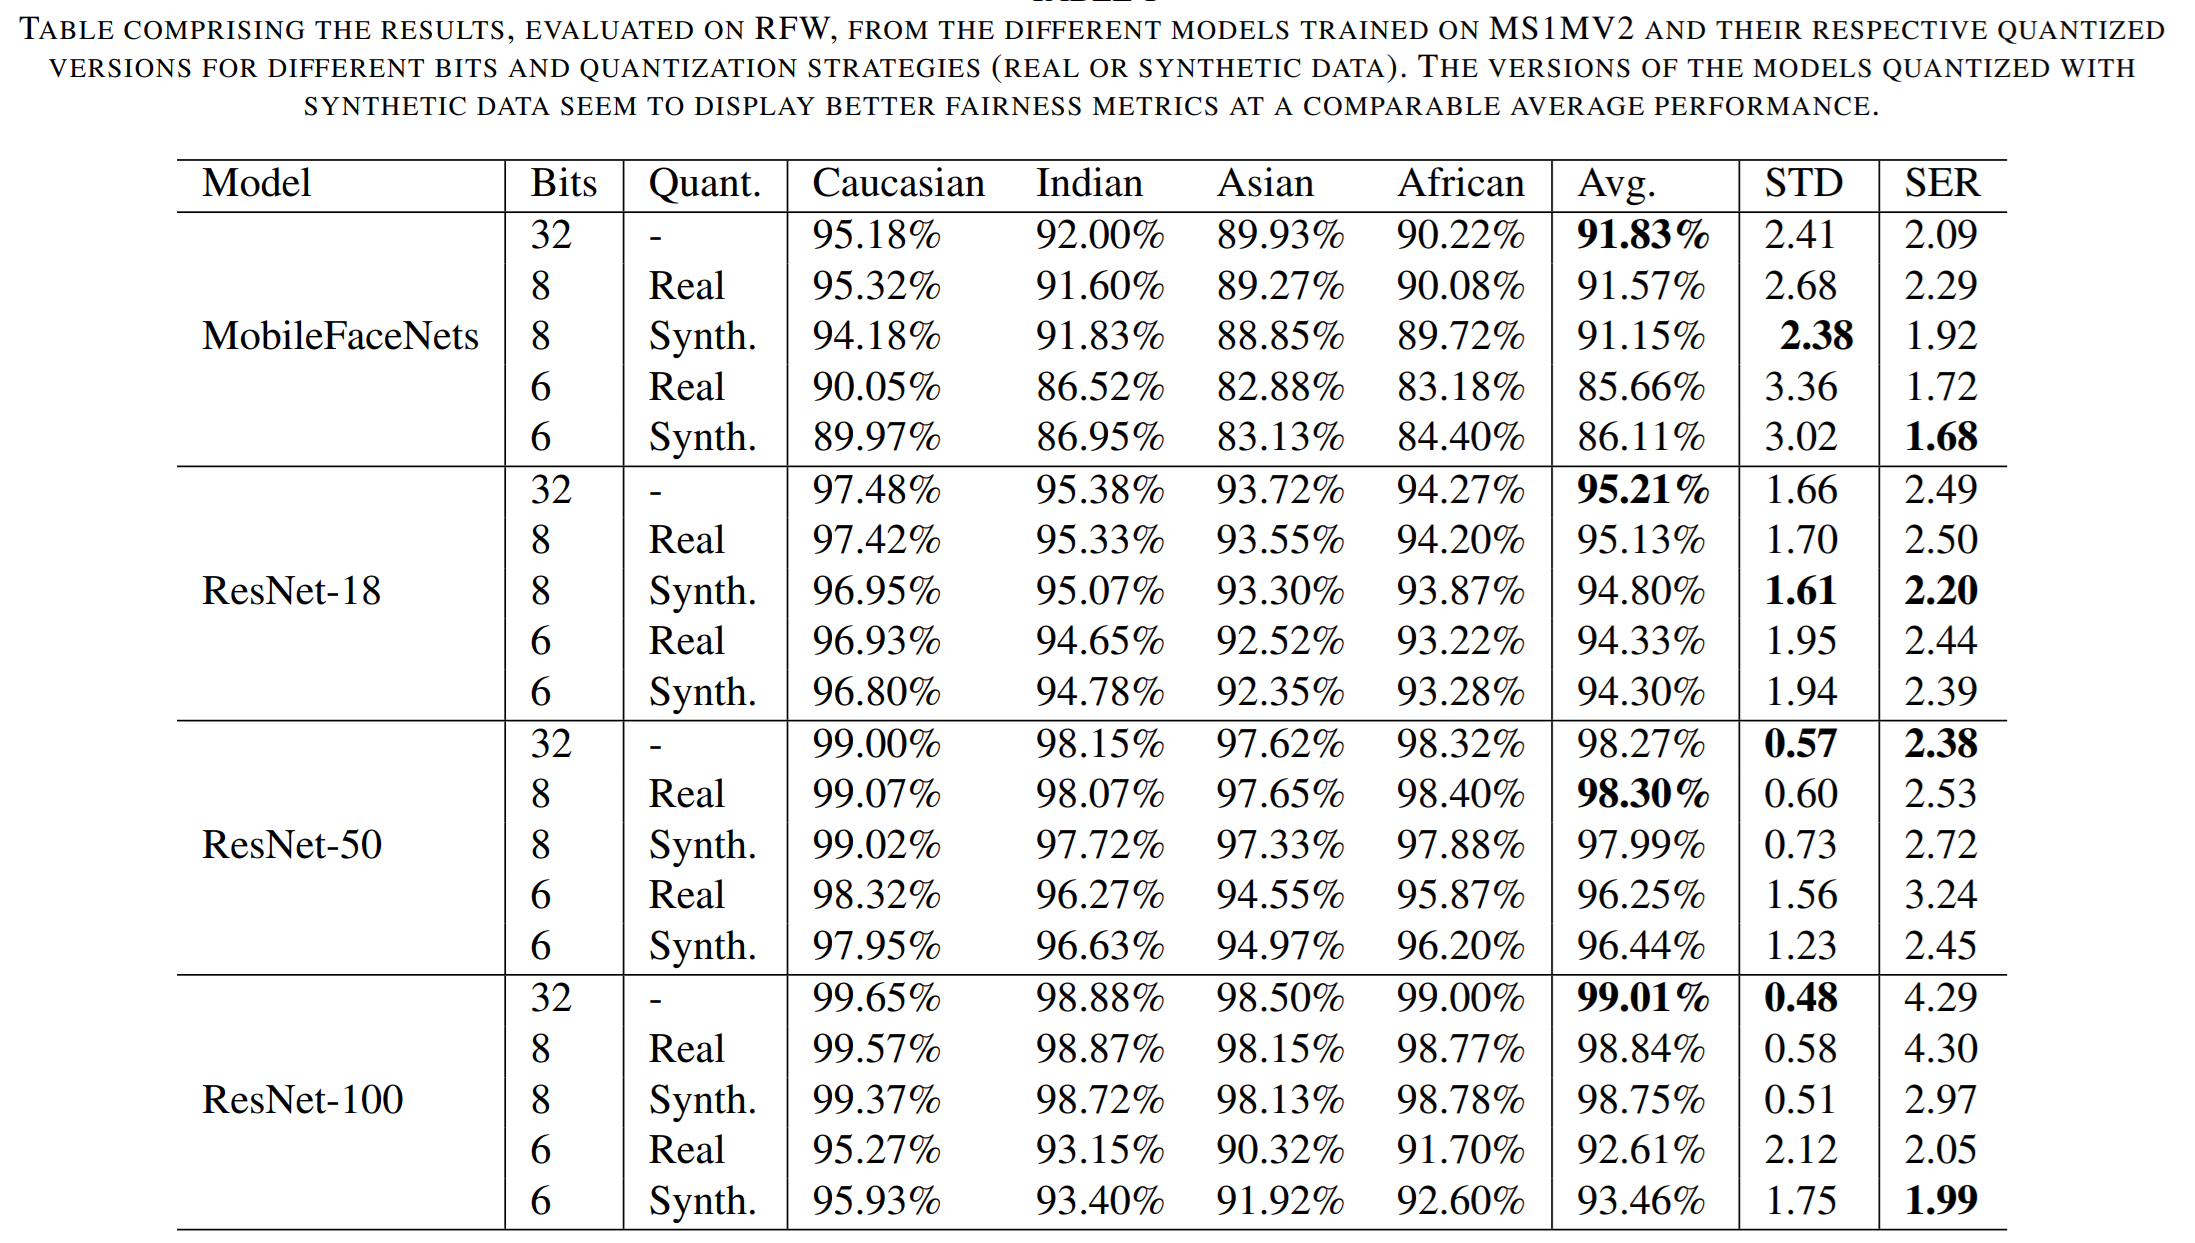 TABLE COMPRISING THE RESULTS, EVALUATED ON RFW, FROM THE DIFFERENT MODELS TRAINED ON MS1MV2 AND THEIR RESPECTIVE QUANTIZED
VERSIONS FOR DIFFERENT BITS AND QUANTIZATION STRATEGIES (REAL OR SYNTHETIC DATA). THE VERSIONS OF THE MODELS QUANTIZED WITH
SYNTHETIC DATA SEEM TO DISPLAY BETTER FAIRNESS METRICS AT A COMPARABLE AVERAGE PERFORMANCE.
Model Bits Quant. Caucasian Indian Asian African Avg. STD SER
32 - 95.18% 92.00% 89.93% 90.22% 91.83% 2.41 2.09
8 Real 95.32% 91.60% 89.27% 90.08% 91.57% 2.68 2.29
MobileFaceNets 8 Synth. 94.18% 91.83% 88.85% 89.72% 91.15% 2.38 1.92
6 Real 90.05% 86.52% 82.88% 83.18% 85.66% 3.36 1.72
6 Synth. 89.97% 86.95% 83.13% 84.40% 86.11% 3.02 1.68
32 - 97.48% 95.38% 93.72% 94.27% 95.21% 1.66 2.49
8 Real 97.42% 95.33% 93.55% 94.20% 95.13% 1.70 2.50
ResNet-18 8 Synth. 96.95% 95.07% 93.30% 93.87% 94.80% 1.61 2.20
6 Real 96.93% 94.65% 92.52% 93.22% 94.33% 1.95 2.44
6 Synth. 96.80% 94.78% 92.35% 93.28% 94.30% 1.94 2.39
32 - 99.00% 98.15% 97.62% 98.32% 98.27% 0.57 2.38
8 Real 99.07% 98.07% 97.65% 98.40% 98.30% 0.60 2.53
ResNet-50 8 Synth. 99.02% 97.72% 97.33% 97.88% 97.99% 0.73 2.72
6 Real 98.32% 96.27% 94.55% 95.87% 96.25% 1.56 3.24
6 Synth. 97.95% 96.63% 94.97% 96.20% 96.44% 1.23 2.45
32 - 99.65% 98.88% 98.50% 99.00% 99.01% 0.48 4.29
8 Real 99.57% 98.87% 98.15% 98.77% 98.84% 0.58 4.30
ResNet-100 8 Synth. 99.37% 98.72% 98.13% 98.78% 98.75% 0.51 2.97
6 Real 95.27% 93.15% 90.32% 91.70% 92.61% 2.12 2.05
6 Synth. 95.93% 93.40% 91.92% 92.60% 93.46% 1.75 1.99